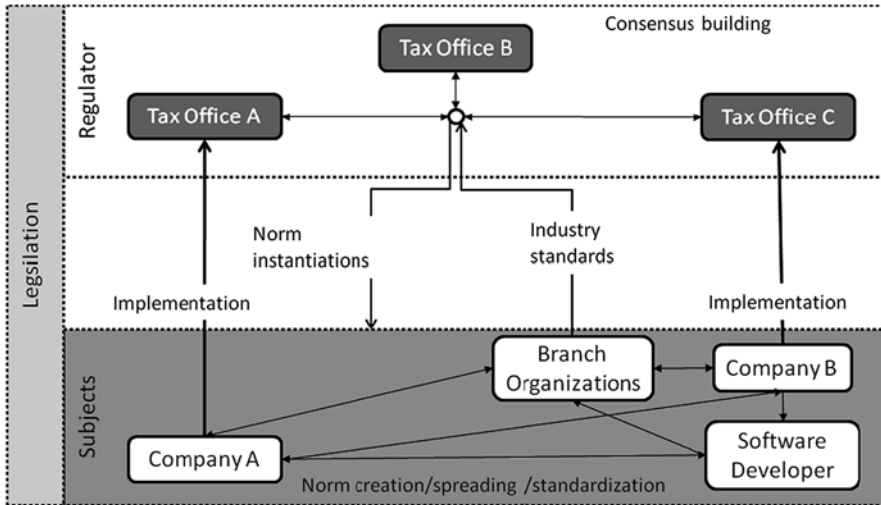 Legsilation
Regulator
Consensus building
Tax Office B
Tax Office A
Tax Office C
Norm
instantiations
Industry
standards
Implementation
Implementation
Subjects
Branch
Organizations
Company B
Company A
Software
Developer
Norm creation/spreading /standardization